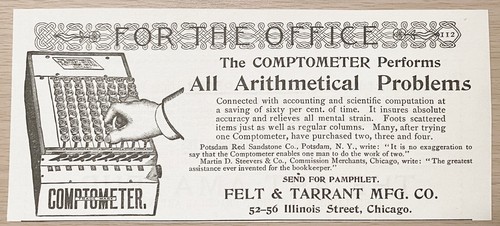 FOR THE OFFICE
112
The COMPTOMETER Performs
All Arithmetical Problems
Connected with accounting and scientific computation at
a saving of sixty per cent. of time. It insures absolute
accuracy and relieves all mental strain. Foots scattered
items just as well as regular columns. Many, after trying
one Comptometer, have purchased two, three and four.
Potsdam Red Sandstone Co., Potsdam, N. Y., write: "It is no exaggeration
to say that the Comptometer enables one man to do the work of two."
Martin D. Steevers & Co., Commission Merchants, Chicago, write: "The greatest
assistance ever invented for the bookkeeper."
SEND FOR PAMPHLET.
FELT & TARRANT MFG. CO.
52-56 Illinois Street, Chicago.
COMPTOMETER.